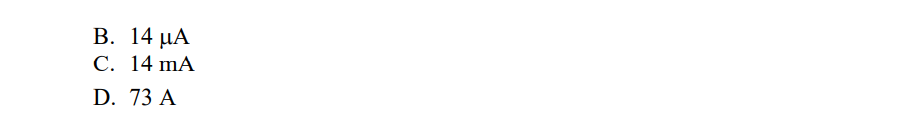 B. 14 μA
C. 14 mA
D. 73 A